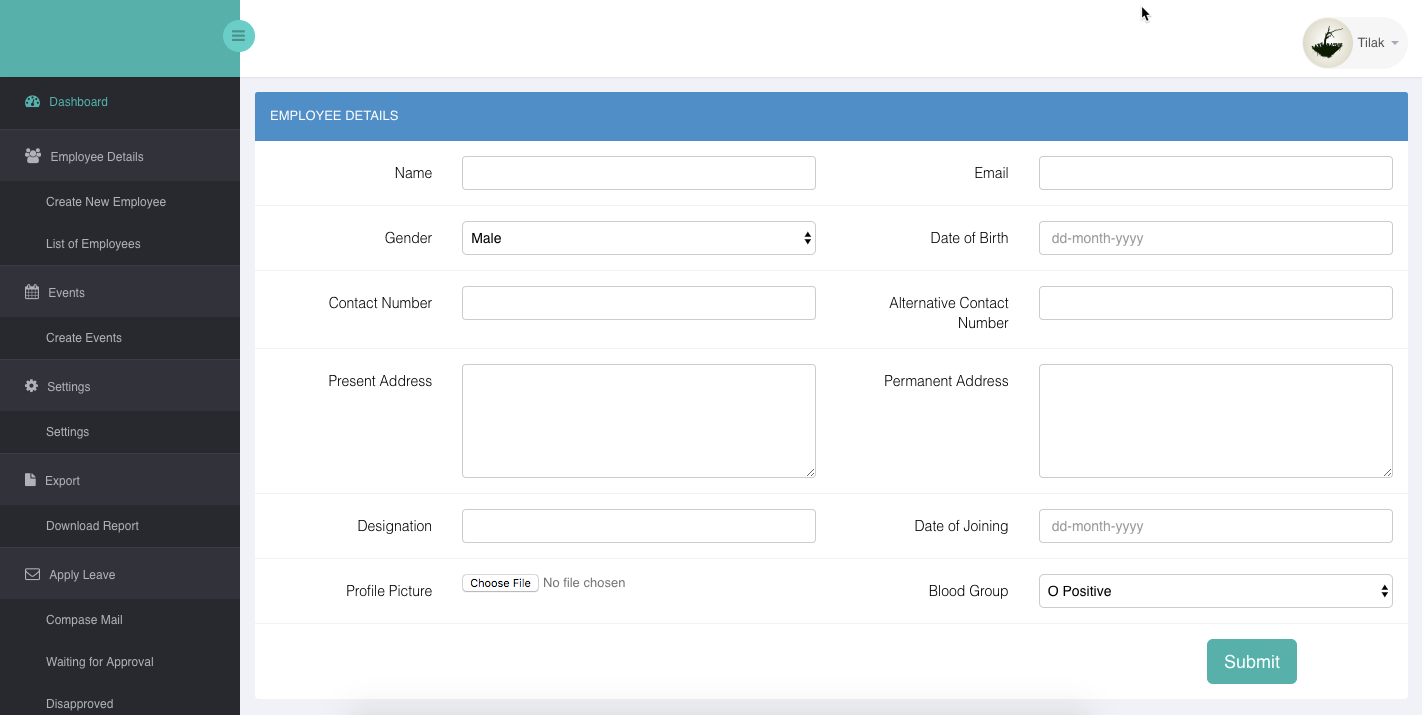 Tilak
Dashboard
Employee Details
Create New Employee
List of Employees
Events
Create Events
Settings
Settings
Export
Download Report
Apply Leave
Compase Mail
Waiting for Approval
Disapproved
EMPLOYEE DETAILS
Name
Email
Gender
Male
Date of Birth
dd-month-yyyy
Contact Number
Alternative Contact
Number
Present Address
Permanent Address
Designation
Date of Joining
dd-month-yyyy
Profile Picture
Choose File No file chosen
Blood Group
O Positive
Submit